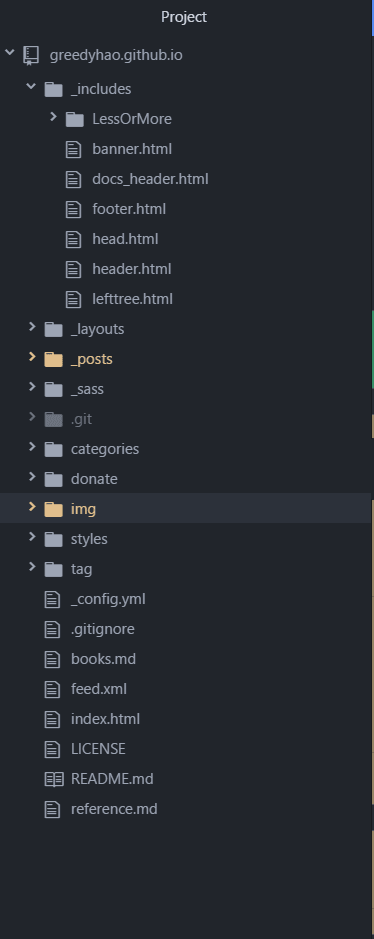 Project
greedyhao.github.io
_includes
LessOrMore
banner.html
docs_header.html
footer.html
head.html
header.html
lefttree.html
_layouts
_posts
_sass
.git
categories
donate
img
styles
tag
_config.yml
.gitignore
books.md
feed.xml
index.html
LICENSE
README.md
reference.md